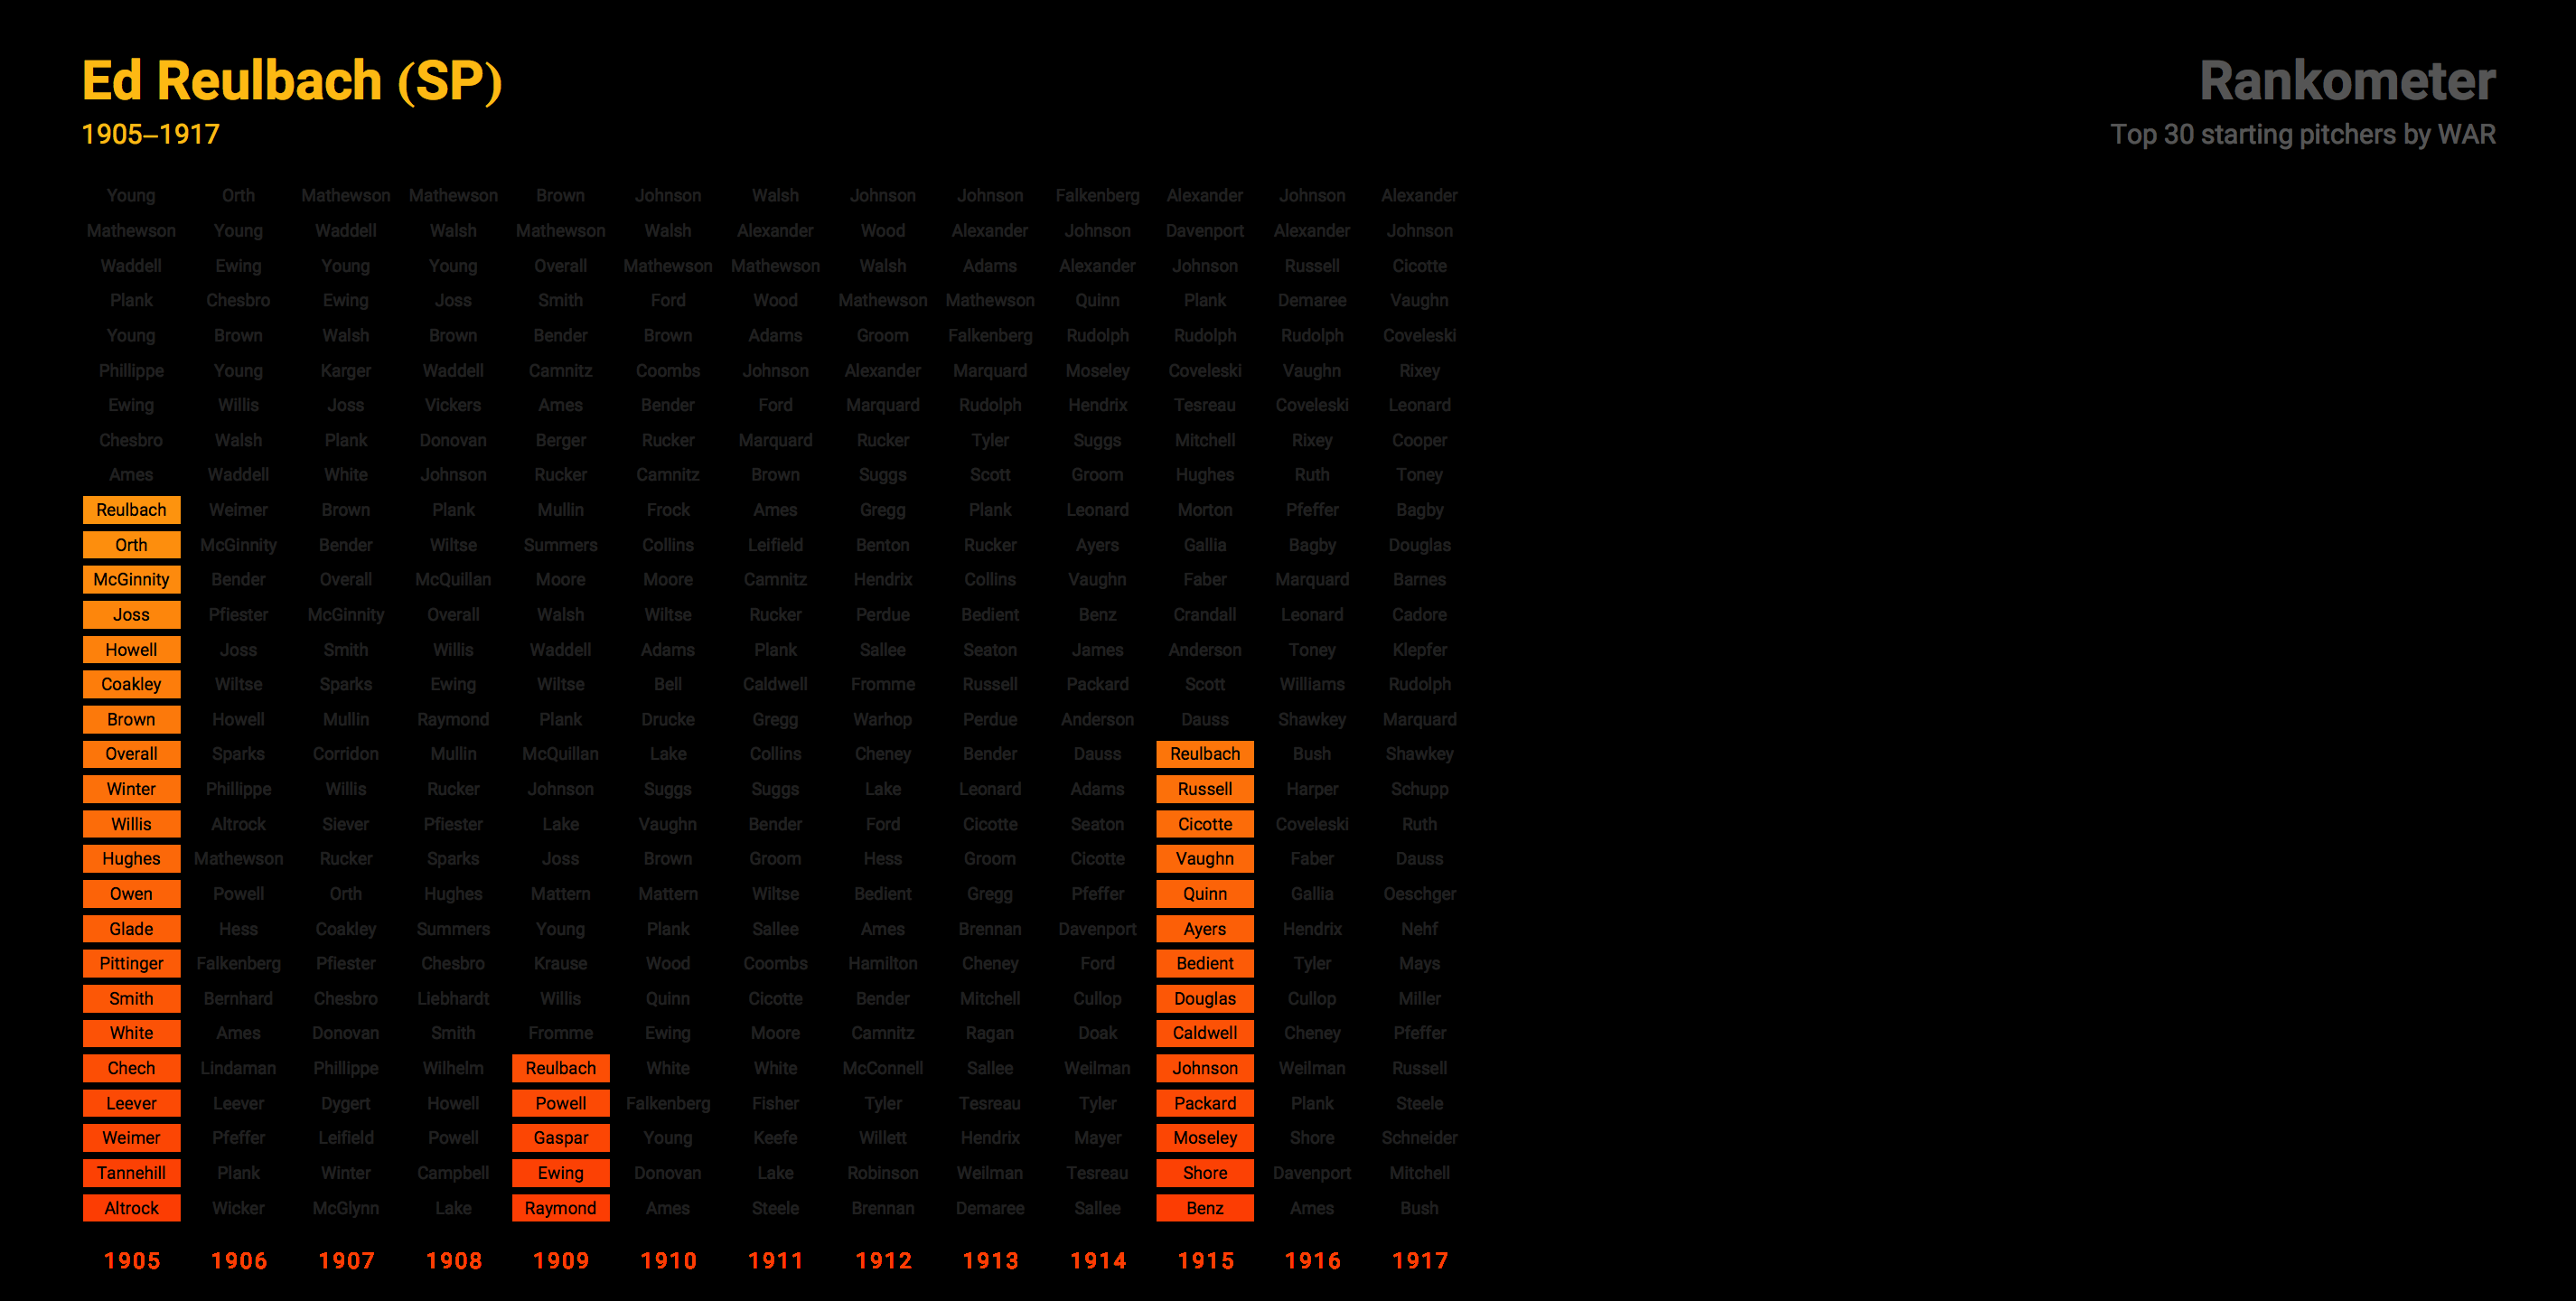 Ed Reulbach (SP)
Rankometer
1905–1917
Top 30 starting pitchers by WAR
Young Orth Mathewson Mathewson Brown Johnson Walsh Johnson Johnson Falkenberg Alexander Johnson Alexander
Mathewson Young Waddell Walsh Mathewson Walsh Alexander Wood Alexander Johnson Davenport Alexander Johnson
Waddell Ewing Young Young Overall Mathewson Mathewson Walsh Adams Alexander Johnson Russell Cicotte
Plank Chesbro Ewing Joss Smith Ford Wood Mathewson Mathewson Quinn Plank Demaree Vaughn
Young Brown Walsh Brown Bender Brown Adams Groom Falkenberg Rudolph Rudolph Rudolph Coveleski
Phillippe Young Karger Waddell Camnitz Coombs Johnson Alexander Marquard Moseley Coveleski Vaughn Rixey
Ewing Willis Joss Vickers Ames Bender Ford Marquard Rudolph Hendrix Tesreau Coveleski Leonard
Chesbro Walsh Plank Donovan Berger Rucker Marquard Rucker Tyler Suggs Mitchell Rixey Cooper
Ames Waddell White Johnson Rucker Camnitz Brown Suggs Scott Groom Hughes Ruth Toney
Reulbach Weimer Brown Plank Mullin Frock Ames Gregg Plank Leonard Morton Pfeffer Bagby
Orth McGinnity Bender Wiltse Summers Collins Leifield Benton Rucker Ayers Gallia Bagby Douglas
McGinnity Bender Overall McQuillan Moore Moore Camnitz Hendrix Collins Vaughn Faber Marquard Barnes
Joss Pfiester McGinnity Overall Walsh Wiltse Rucker Perdue Bedient Benz Crandall Leonard Cadore
Howell Joss Smith Willis Waddell Adams Plank Sallee Seaton James Anderson Toney Klepfer
Coakley Wiltse Sparks Ewing Wiltse Bell Caldwell Fromme Russell Packard Scott Williams Rudolph
Brown Howell Mullin Raymond Plank Drucke Gregg Warhop Perdue Anderson Dauss Shawkey Marquard
Overall Sparks Corridon Mullin McQuillan Lake Collins Cheney Bender Dauss Reulbach Bush Shawkey
Winter Phillippe Willis Rucker Johnson Suggs Suggs Lake Leonard Adams Russell Harper Schupp
Willis Altrock Siever Pfiester Lake Vaughn Bender Ford Cicotte Seaton Cicotte Coveleski Ruth
Hughes Mathewson Rucker Sparks Joss Brown Groom Hess Groom Cicotte Vaughn Faber Dauss
Owen Powell Orth Hughes Mattern Mattern Wiltse Bedient Gregg Pfeffer Quinn Gallia Oeschger
Glade Hess Coakley Summers Young Plank Sallee Ames Brennan Davenport Ayers Hendrix Nehf
Pittinger Falkenberg Pfiester Chesbro Krause Wood Coombs Hamilton Cheney Ford Bedient Tyler Mays
Smith Bernhard Chesbro Liebhardt Willis Quinn Cicotte Bender Mitchell Cullop Douglas Cullop Miller
White Ames Donovan Smith Fromme Ewing Moore Camnitz Ragan Doak Caldwell Cheney Pfeffer
Chech Lindaman Phillippe Wilhelm Reulbach White White McConnell Sallee Weilman Johnson Weilman Russell
Leever Leever Dygert Howell Powell Falkenberg Fisher Tyler Tesreau Tyler Packard Plank Steele
Weimer Pfeffer Leifield Powell Gaspar Young Keefe Willett Hendrix Mayer Moseley Shore Schneider
Tannehill Plank Winter Campbell Ewing Donovan Lake Robinson Weilman Tesreau Shore Davenport Mitchell
Altrock Wicker McGlynn Lake Raymond Ames Steele Brennan Demaree Sallee Benz Ames Bush
1905 1906 1907 1908 1909 1910 1911 1912 1913 1914 1915 1916 1917